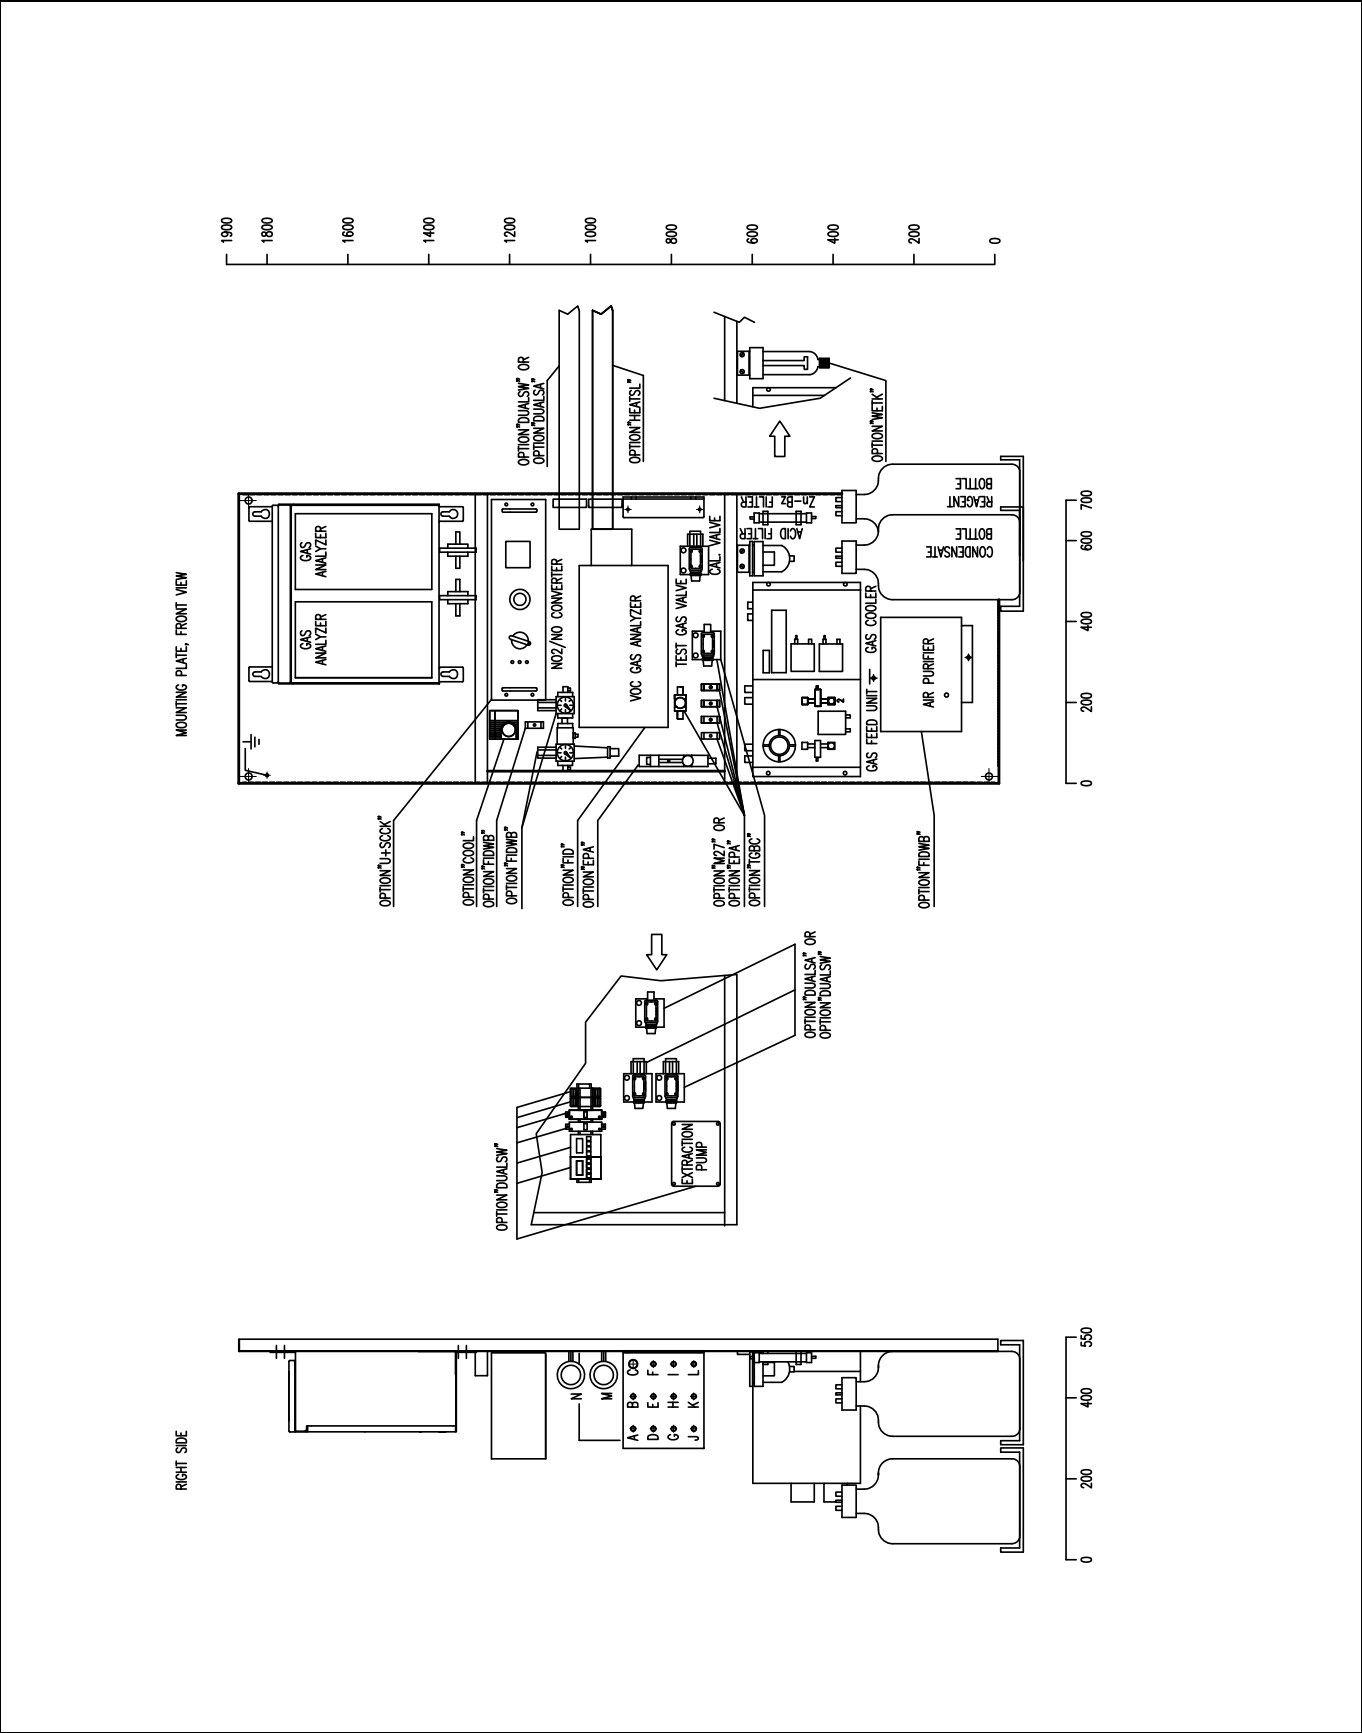 MOUNTING PLATE, FRONT VIEW
1900
1800
1600
1400
1200
1000
800
600
400
200
0
GAS
ANALYZER
GAS
ANALYZER
NO2/NO CONVERTER
VOC GAS ANALYZER
TEST GAS VALVE
CAL. VALVE
ACID FILTER
Zn-Bz FILTER
GAS FEED UNIT
GAS COOLER
2
AIR PURIFIER
CONDENSATE
BOTTLE
REAGENT
BOTTLE
0
200
400
600
700
OPTION"DUALSW" OR
OPTION"DUALSA"
OPTION"HEATSL"
OPTION"WETK"
OPTION"U+SCCK"
OPTION"COOL"
OPTION"FIDWB"
OPTION"FIDWB"
OPTION"FID"
OPTION"EPA"
OPTION"M27" OR
OPTION"EPA"
OPTION"TGBC"
OPTION"FIDWB"
OPTION"DUALSW"
EXTRACTION
PUMP
OPTION"DUALSA" OR
OPTION"DUALSW"
RIGHT SIDE
N
M
A B C
D E F
G H I
J K L
0
200
400
550